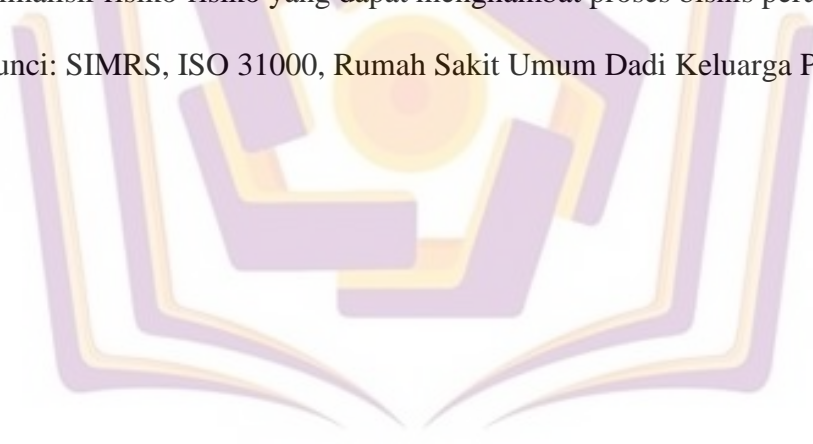 risiko-risiko yang dapat menghambat proses bisnis
unci: SIMRS, ISO 31000, Rumah Sakit Umum Dadi Keluarga P